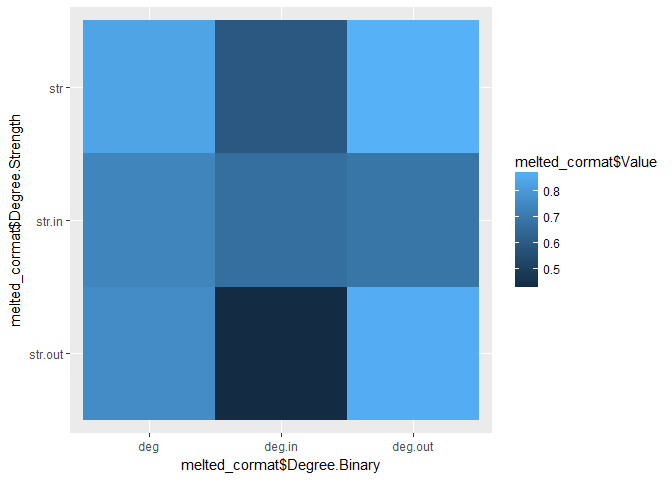 melted_cormat$Degree.Strength
str
str.in
str.out
deg
deg.in
deg.out
melted_cormat$Degree.Binary
melted_cormat$Value
0.8
0.7
0.6
0.5